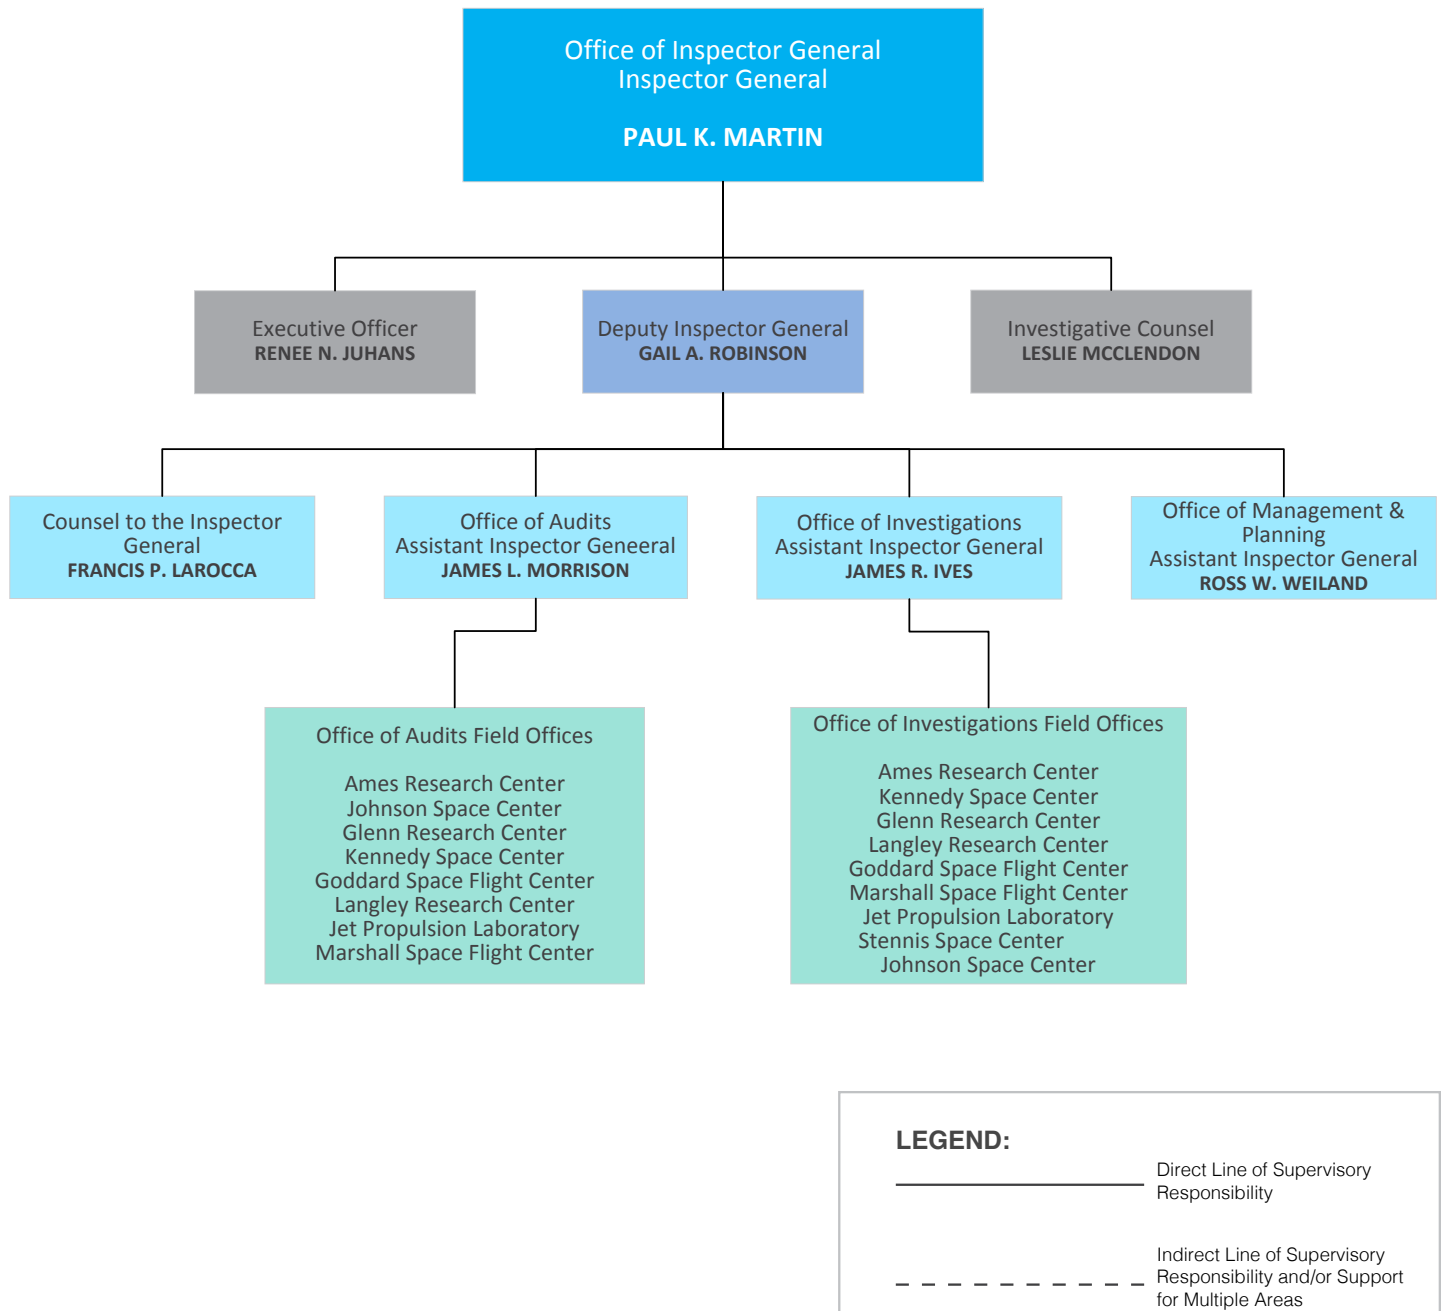 Office of Inspector General
Inspector General
PAUL K. MARTIN
Executive Officer
RENEE N. JUHANS
Deputy Inspector General
GAIL A. ROBINSON
Investigative Counsel
LESLIE MCCLENDON
Counsel to the Inspector
General
FRANCIS P. LAROCCA
Office of Audits
Assistant Inspector Geneeral
JAMES L. MORRISON
Office of Investigations
Assistant Inspector General
JAMES R. IVES
Office of Management &
Planning
Assistant Inspector General
ROSS W. WEILAND
Office of Audits Field Offices
Ames Research Center
Johnson Space Center
Glenn Research Center
Kennedy Space Center
Goddard Space Flight Center
Langley Research Center
Jet Propulsion Laboratory
Marshall Space Flight Center
Office of Investigations Field Offices
Ames Research Center
Kennedy Space Center
Glenn Research Center
Langley Research Center
Goddard Space Flight Center
Marshall Space Flight Center
Jet Propulsion Laboratory
Stennis Space Center
Johnson Space Center
LEGEND:
Direct Line of Supervisory
Responsibility
Indirect Line of Supervisory
Responsibility and/or Support
for Multiple Areas